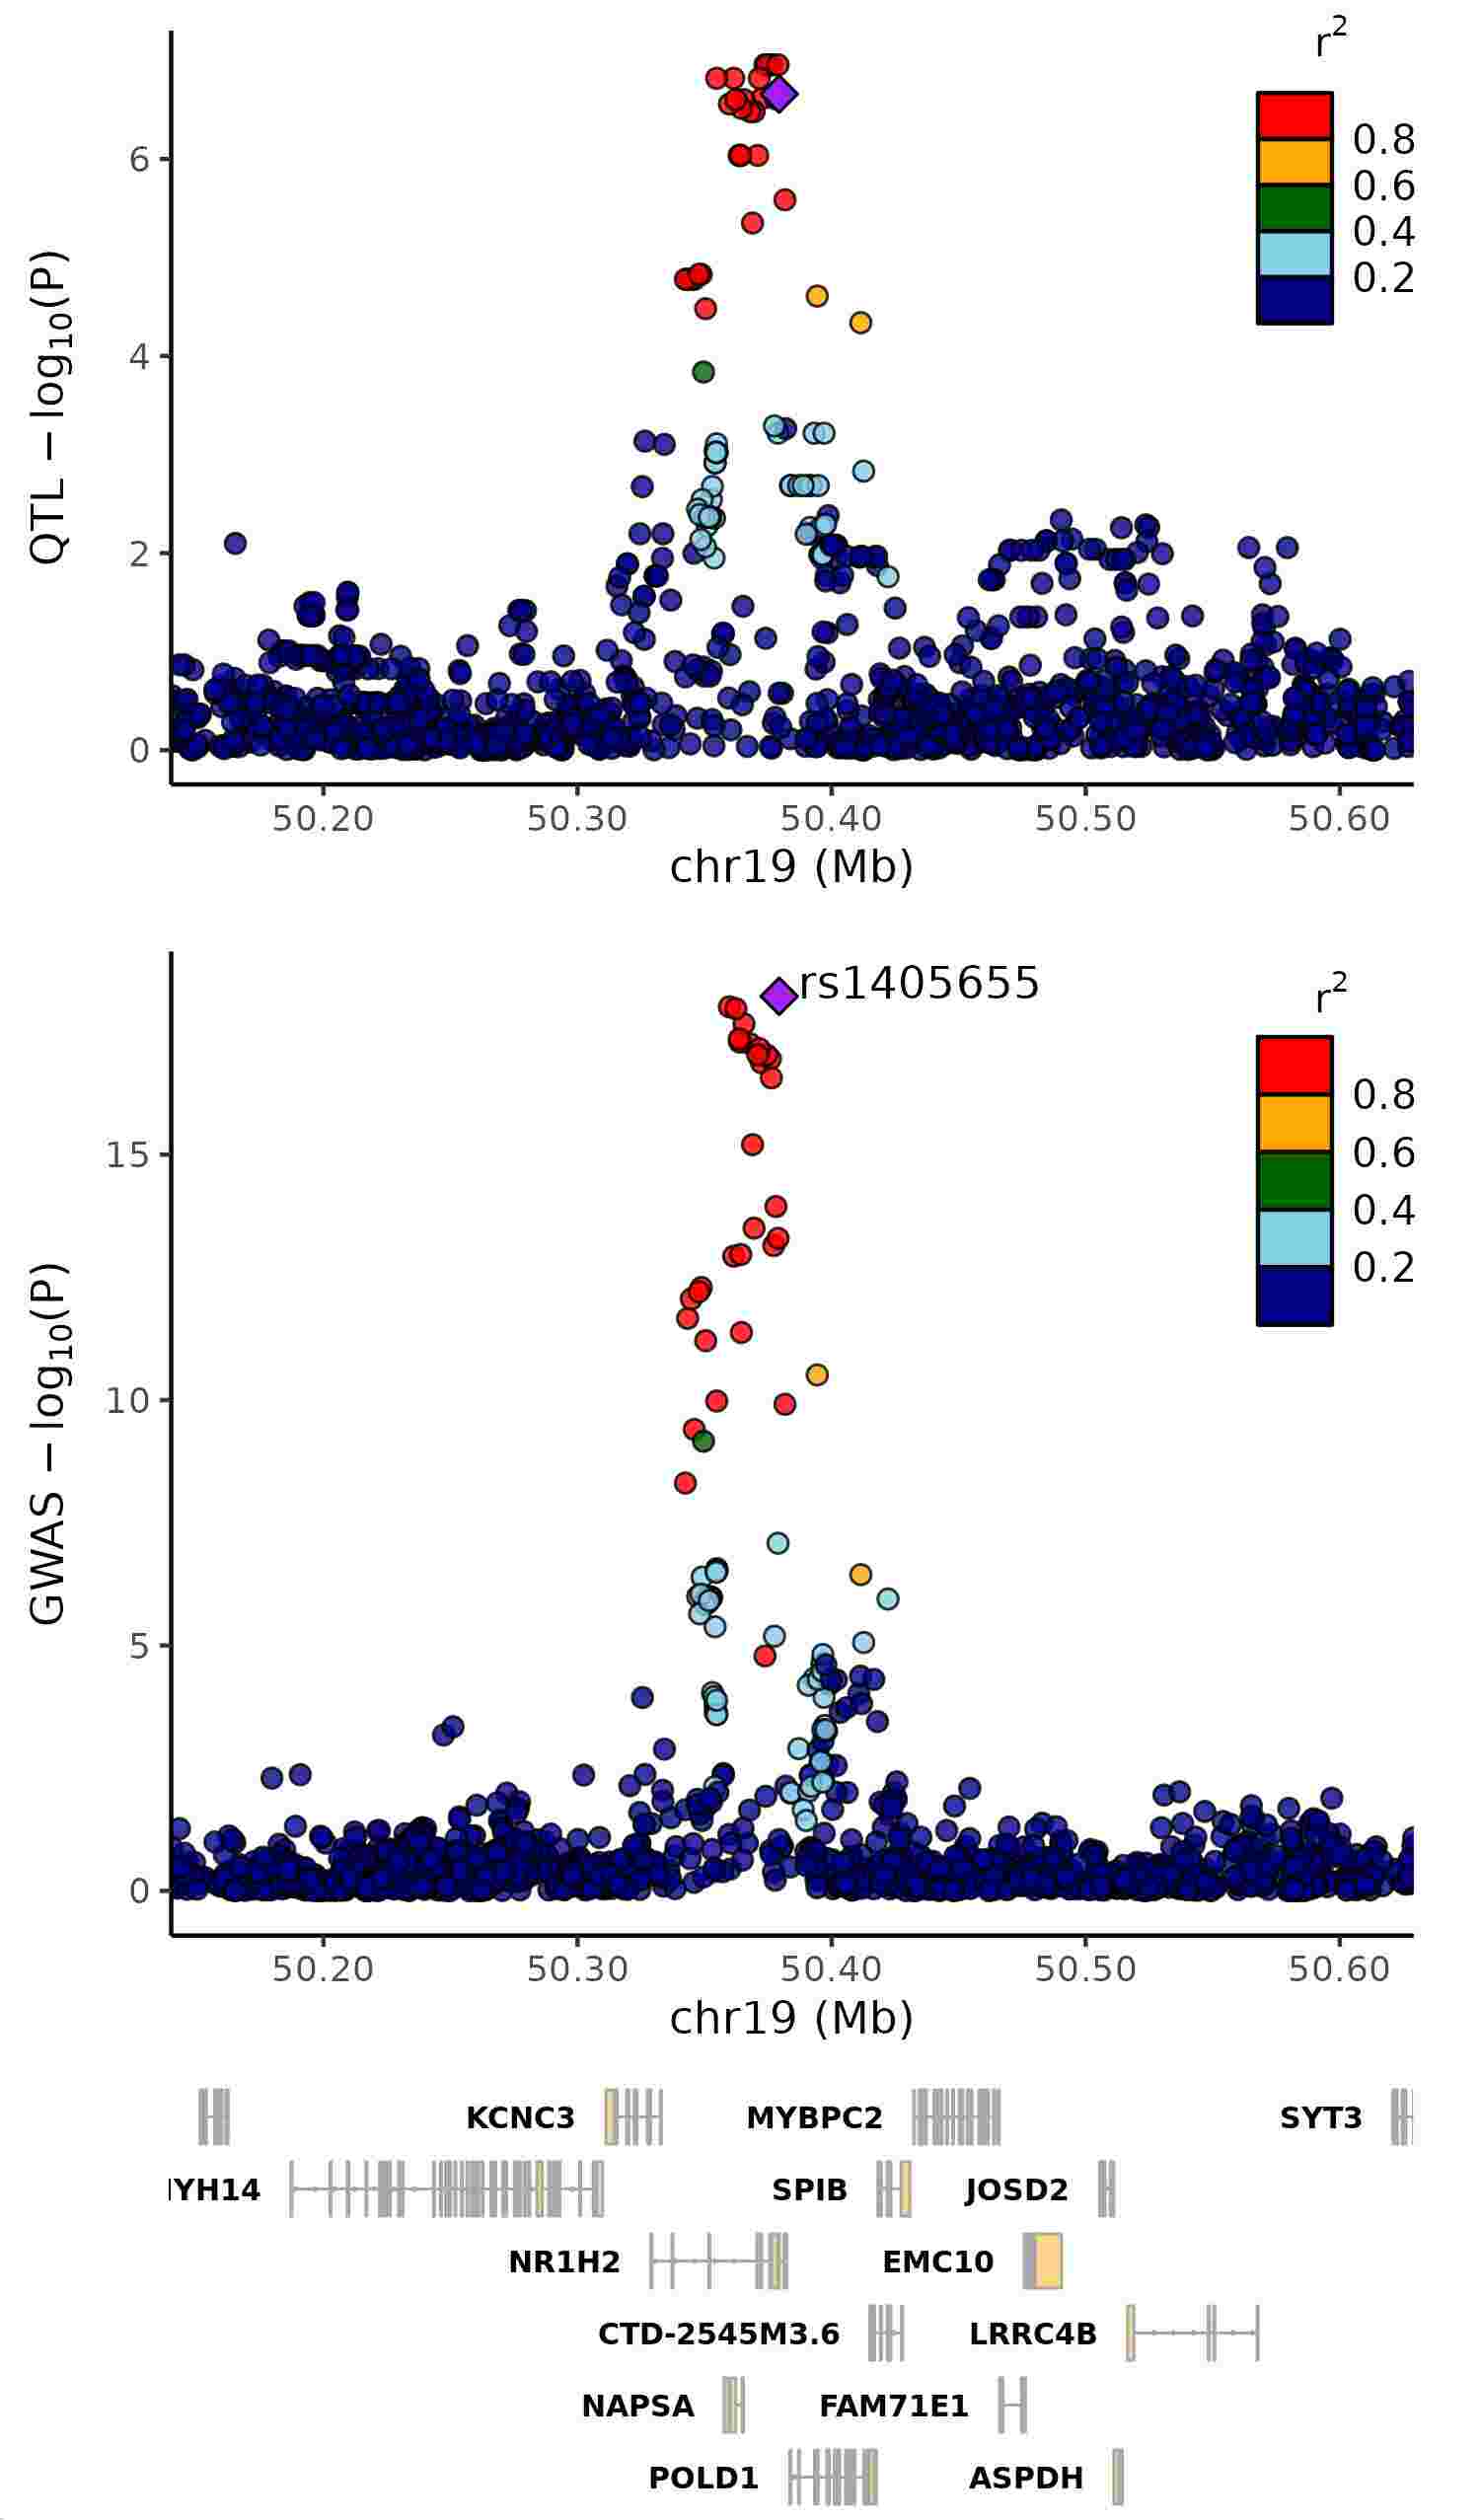 r²
0.8
0.6
0.4
0.2
6
4
2
0
QTL − log₁₀(P)
50.20 50.30 50.40 50.50 50.60
chr19 (Mb)
rs1405655
r²
0.8
0.6
0.4
0.2
15
10
5
0
GWAS − log₁₀(P)
50.20 50.30 50.40 50.50 50.60
chr19 (Mb)
KCNC3 MYBPC2 SYT3
YH14 SPIB JOSD2
NR1H2 EMC10
CTD-2545M3.6 LRRC4B
NAPSA FAM71E1
POLD1 ASPDH